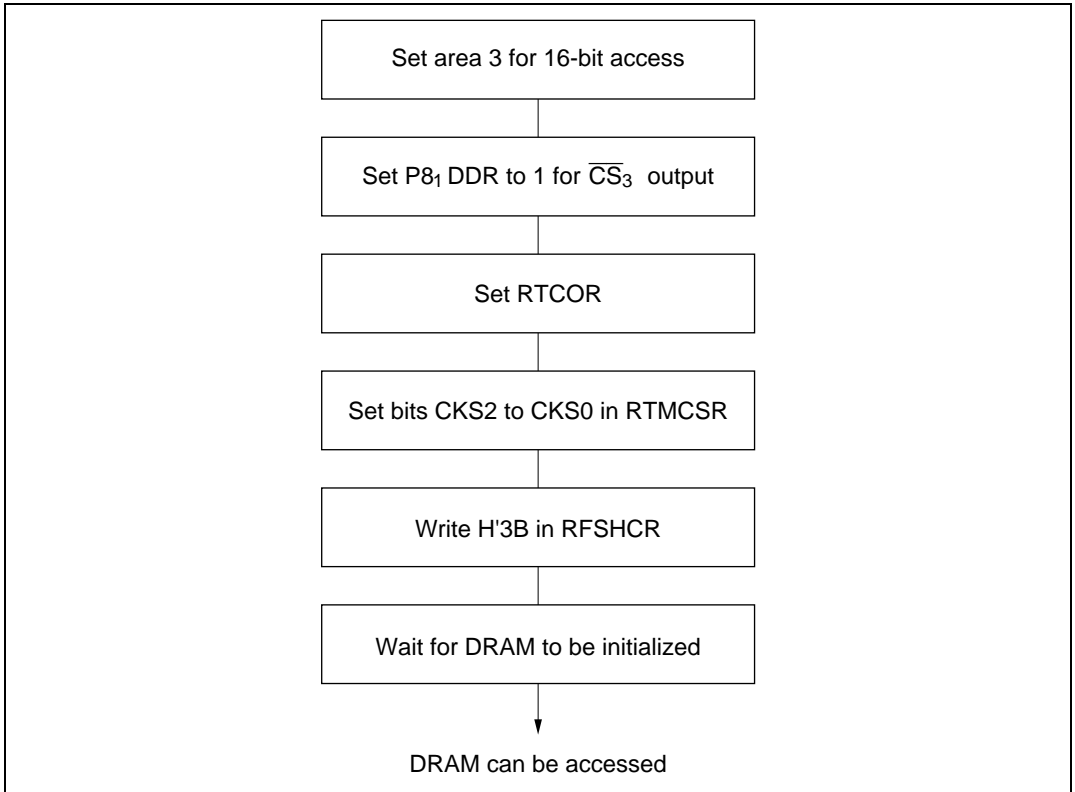 Set area 3 for 16-bit access
Set P8₁ DDR to 1 for C̅S̅₃ output
Set RTCOR
Set bits CKS2 to CKS0 in RTMCSR
Write H'3B in RFSHCR
Wait for DRAM to be initialized
DRAM can be accessed